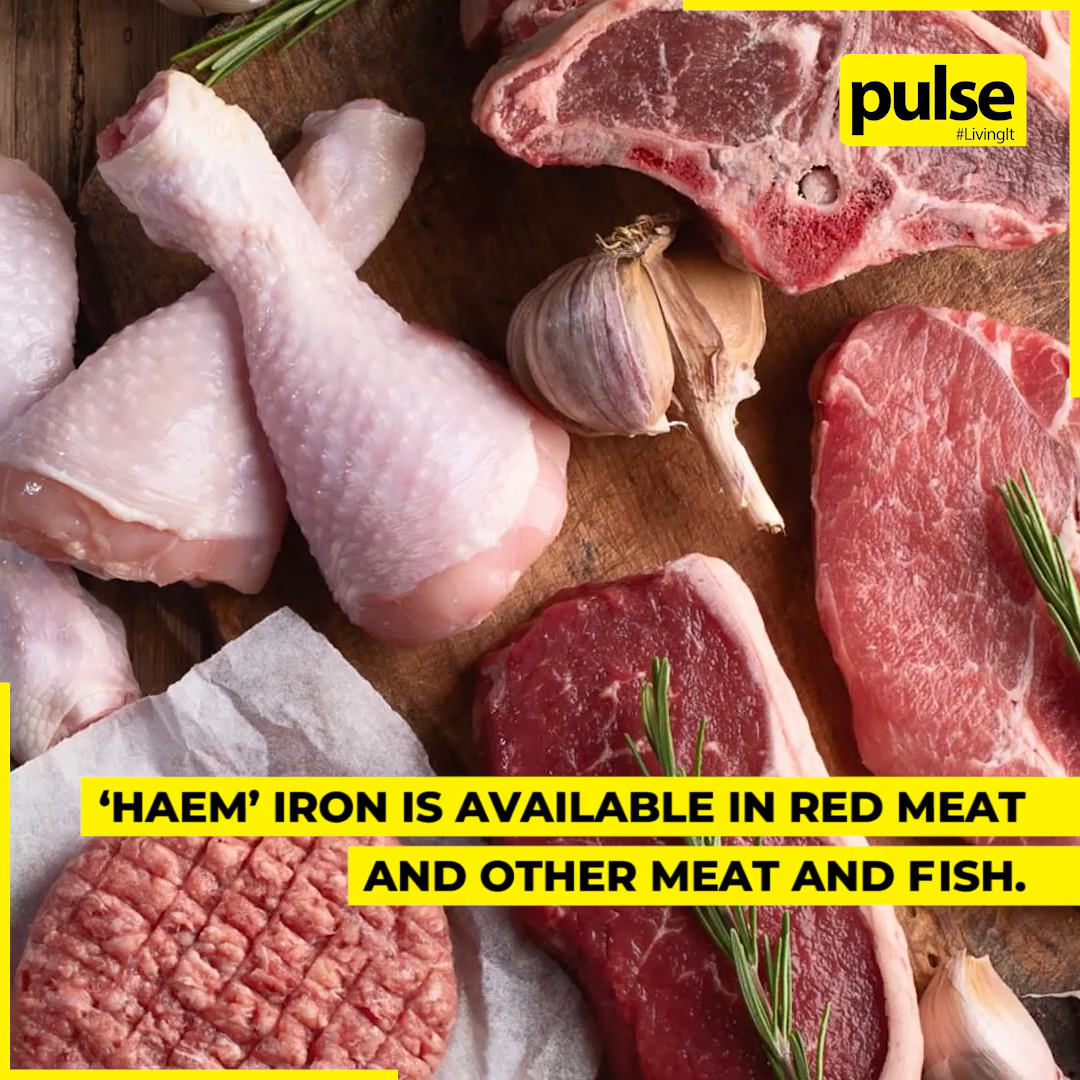 pulse
#LivingIt
‘HAEM’ IRON IS AVAILABLE IN RED MEAT
AND OTHER MEAT AND FISH.